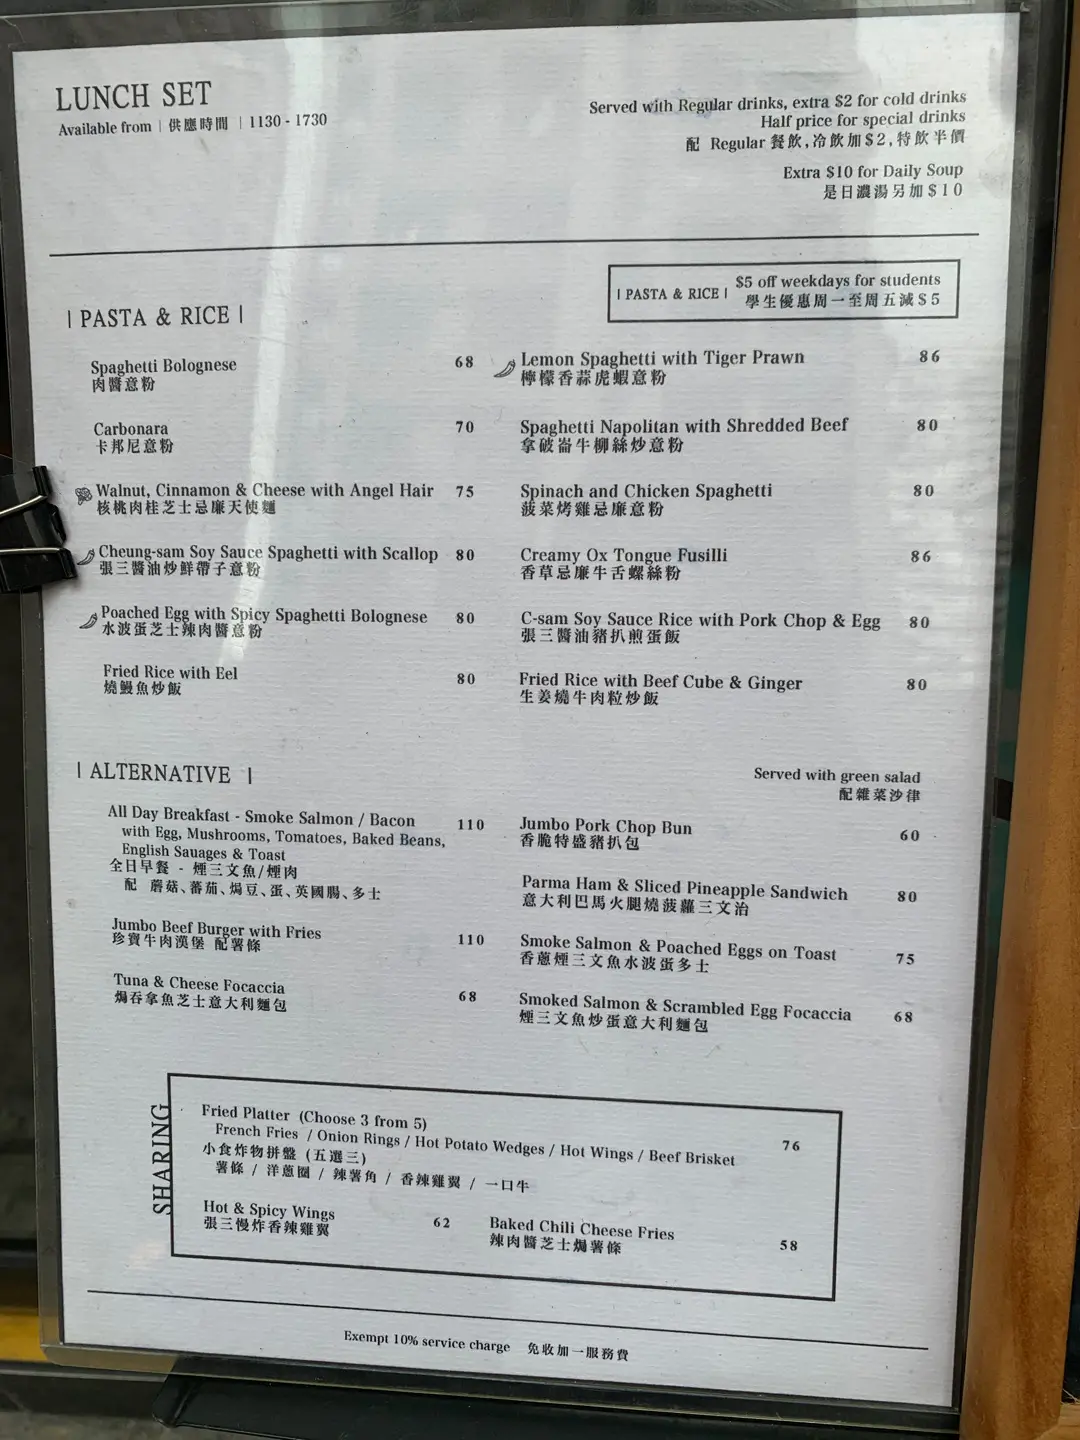 LUNCH SET
Available from | 供應時間 | 1130 - 1730
Served with Regular drinks, extra $2 for cold drinks
Half price for special drinks
配 Regular 餐飲,冷飲加$2,特飲半價
Extra $10 for Daily Soup
是日濃湯另加$10
| PASTA & RICE |
$5 off weekdays for students
學生優惠周一至周五減$5
| PASTA & RICE |
Spaghetti Bolognese 68
肉醬意粉
Carbonara 70
卡邦尼意粉
Walnut, Cinnamon & Cheese with Angel Hair 75
核桃肉桂芝士忌廉天使麵
Cheung-sam Soy Sauce Spaghetti with Scallop 80
張三醬油炒鮮帶子意粉
Poached Egg with Spicy Spaghetti Bolognese 80
水波蛋芝士辣肉醬意粉
Fried Rice with Eel 80
燒鰻魚炒飯
Lemon Spaghetti with Tiger Prawn 86
檸檬香蒜虎蝦意粉
Spaghetti Napolitan with Shredded Beef 80
拿破崙牛柳絲炒意粉
Spinach and Chicken Spaghetti 80
菠菜烤雞忌廉意粉
Creamy Ox Tongue Fusilli 86
香草忌廉牛舌螺絲粉
C-sam Soy Sauce Rice with Pork Chop & Egg 80
張三醬油豬扒煎蛋飯
Fried Rice with Beef Cube & Ginger 80
生姜燒牛肉粒炒飯
| ALTERNATIVE |
Served with green salad
配雜菜沙律
All Day Breakfast - Smoke Salmon / Bacon 110
with Egg, Mushrooms, Tomatoes, Baked Beans,
English Sauages & Toast
全日早餐 - 煙三文魚/煙肉
配 蘑菇、蕃茄、焗豆、蛋、英國腸、多士
Jumbo Beef Burger with Fries 110
珍寶牛肉漢堡 配薯條
Tuna & Cheese Focaccia 68
焗吞拿魚芝士意大利麵包
Jumbo Pork Chop Bun 60
香脆特盛豬扒包
Parma Ham & Sliced Pineapple Sandwich 80
意大利巴馬火腿燒菠蘿三文治
Smoke Salmon & Poached Eggs on Toast 75
香蔥煙三文魚水波蛋多士
Smoked Salmon & Scrambled Egg Focaccia 68
煙三文魚炒蛋意大利麵包
SHARING
Fried Platter (Choose 3 from 5) 76
French Fries / Onion Rings / Hot Potato Wedges / Hot Wings / Beef Brisket
小食炸物拼盤 (五選三)
薯條 / 洋蔥圈 / 辣薯角 / 香辣雞翼 / 一口牛
Hot & Spicy Wings 62
張三慢炸香辣雞翼
Baked Chili Cheese Fries 58
辣肉醬芝士焗薯條
Exempt 10% service charge 免收加一服務費